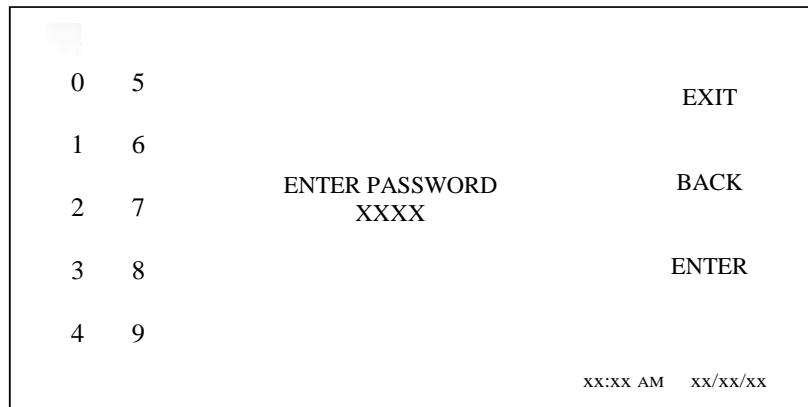 0 5
1 6
2 7
3 8
4 9
ENTER PASSWORD
XXXX
EXIT
BACK
ENTER
xx:xx AM xx/xx/xx